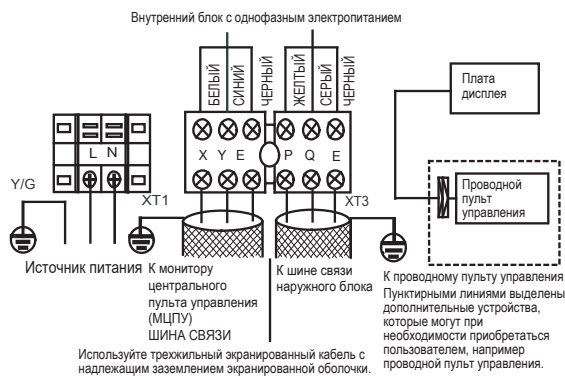 Внутренний блок с однофазным электропитанием
БЕЛЫЙ
СИНИЙ
ЧЕРНЫЙ
ЖЕЛТЫЙ
СЕРЫЙ
ЧЕРНЫЙ
Плата
дисплея
L N
X Y E
P Q E
Y/G
XT1
XT3
Проводной
пульт
управления
Источник питания
К монитору
центрального
пульта управления
(МЦПУ)
ШИНА СВЯЗИ
К шине связи
наружного блока
К проводному пульту управления
Пунктирными линиями выделены
дополнительные устройства,
которые могут при
необходимости приобретаться
пользователем, например
проводной пульт управления.
Используйте трехжильный экранированный кабель с
надлежащим заземлением экранированной оболочки.